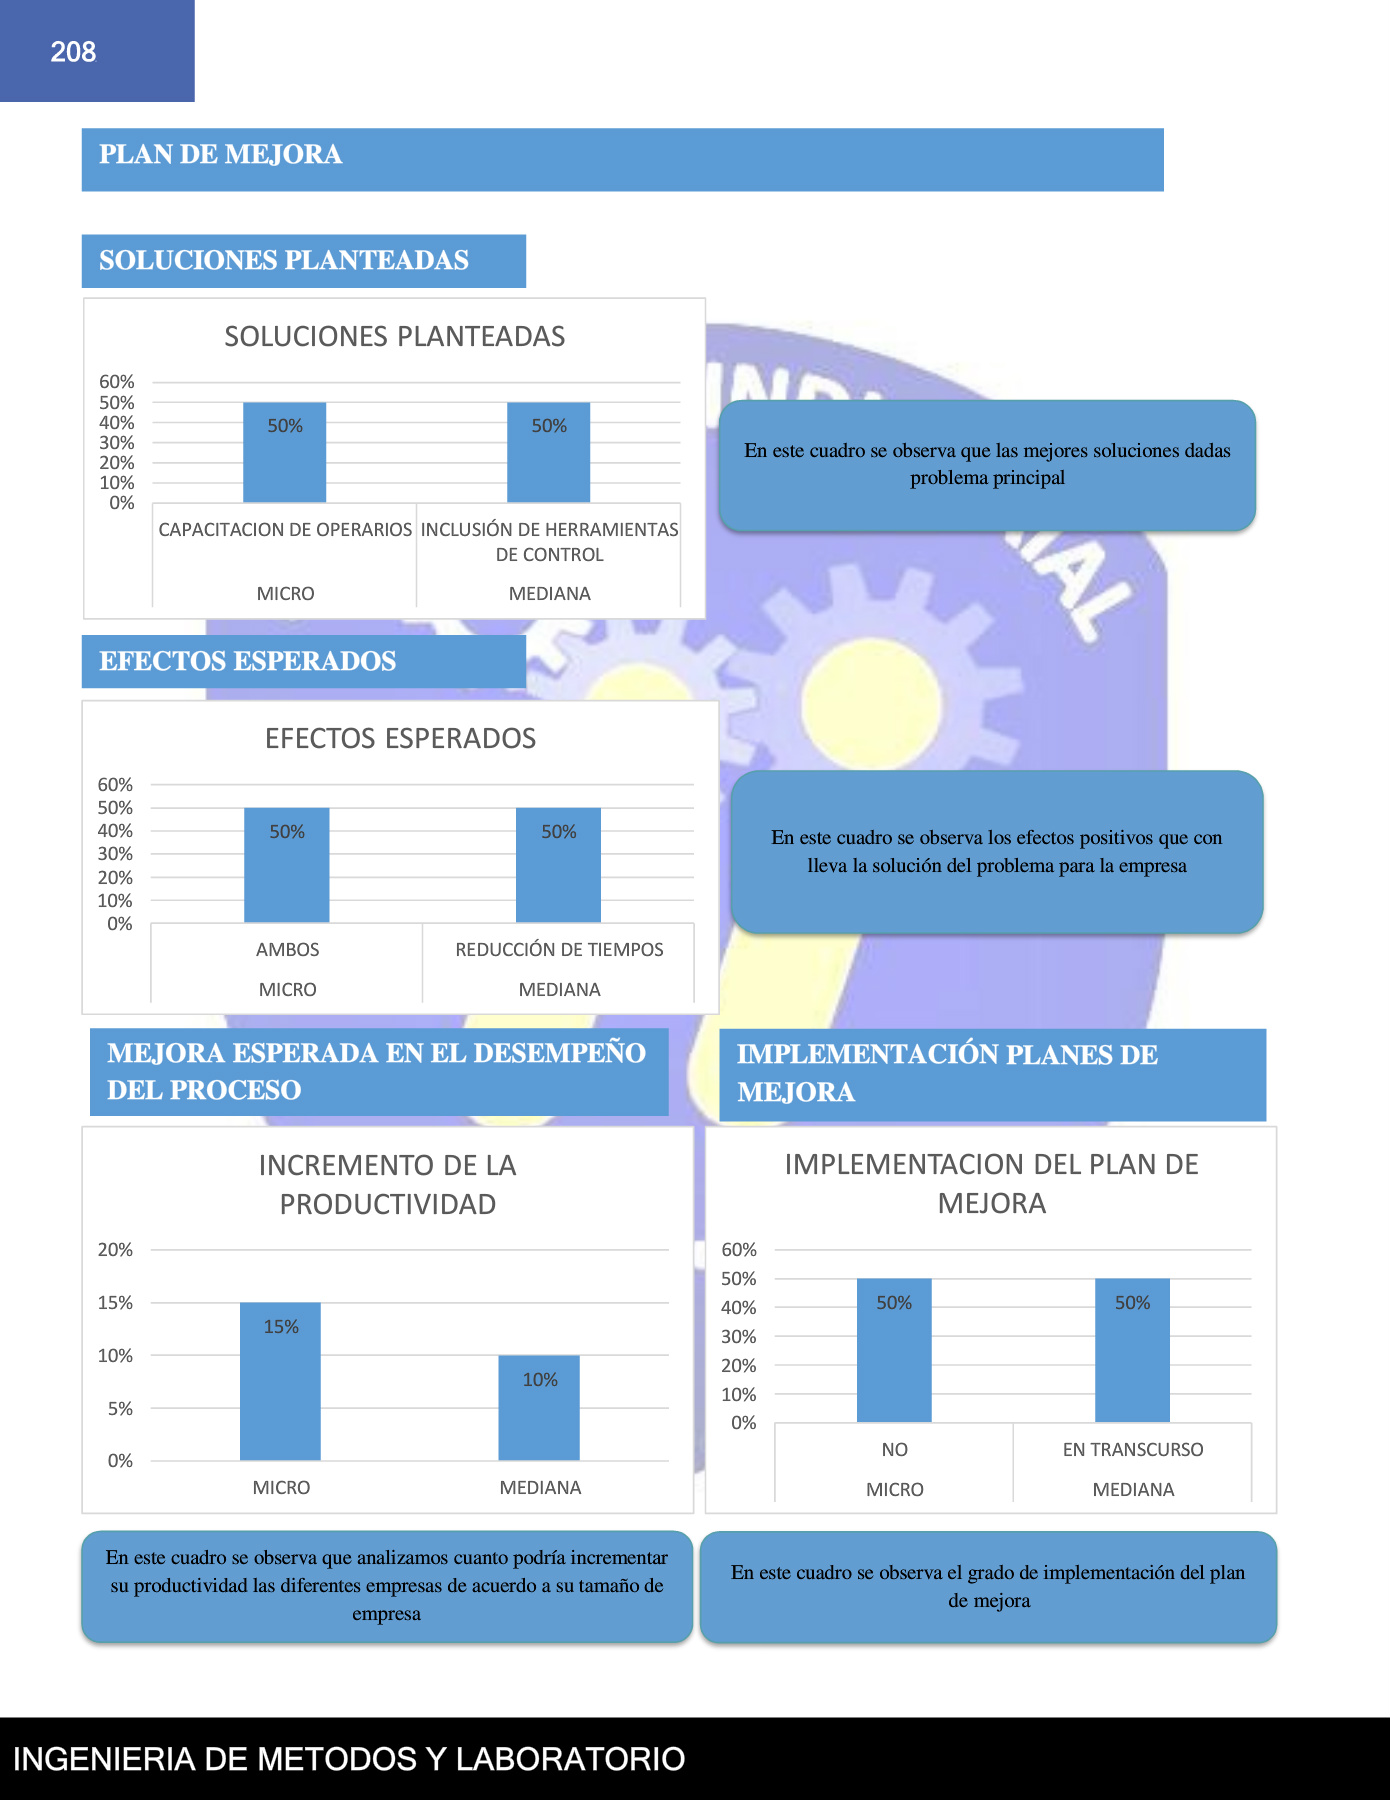 208
PLAN DE MEJORA
SOLUCIONES PLANTEADAS
SOLUCIONES PLANTEADAS
60%
50%
40%
30%
20%
10%
0%
50%
50%
CAPACITACION DE OPERARIOS
INCLUSIÓN DE HERRAMIENTAS
DE CONTROL
MICRO
MEDIANA
En este cuadro se observa que las mejores soluciones dadas
problema principal
EFECTOS ESPERADOS
EFECTOS ESPERADOS
60%
50%
40%
30%
20%
10%
0%
50%
50%
AMBOS
REDUCCIÓN DE TIEMPOS
MICRO
MEDIANA
En este cuadro se observa los efectos positivos que con
lleva la solución del problema para la empresa
MEJORA ESPERADA EN EL DESEMPEÑO
DEL PROCESO
INCREMENTO DE LA
PRODUCTIVIDAD
20%
15%
10%
5%
0%
15%
10%
MICRO
MEDIANA
En este cuadro se observa que analizamos cuanto podría incrementar
su productividad las diferentes empresas de acuerdo a su tamaño de
empresa
IMPLEMENTACIÓN PLANES DE
MEJORA
IMPLEMENTACION DEL PLAN DE
MEJORA
60%
50%
40%
30%
20%
10%
0%
50%
50%
NO
EN TRANSCURSO
MICRO
MEDIANA
En este cuadro se observa el grado de implementación del plan
de mejora
INGENIERIA DE METODOS Y LABORATORIO